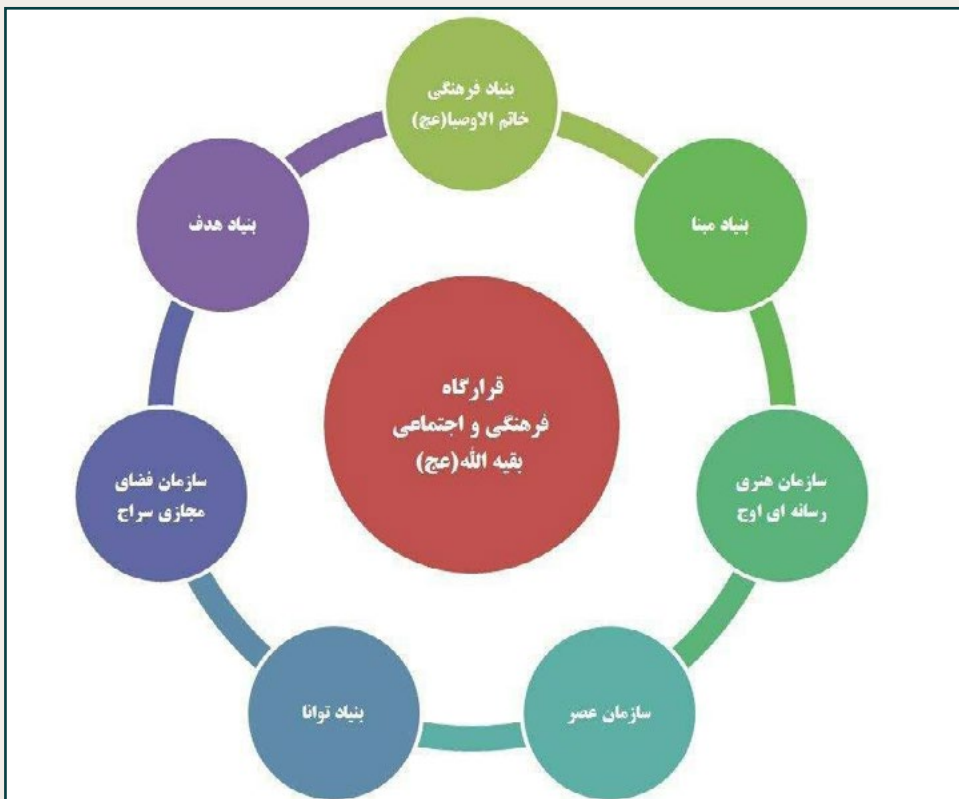 بنیاد فرهنگی
خاتم الاوصیا(عج)
بنیاد مبنا
سازمان هنری
رسانه ای اوج
سازمان عصر
بنیاد توانا
سازمان فضای
مجازی سراج
بنیاد هدف
قرارگاه
فرهنگی و اجتماعی
بقیه الله(عج)